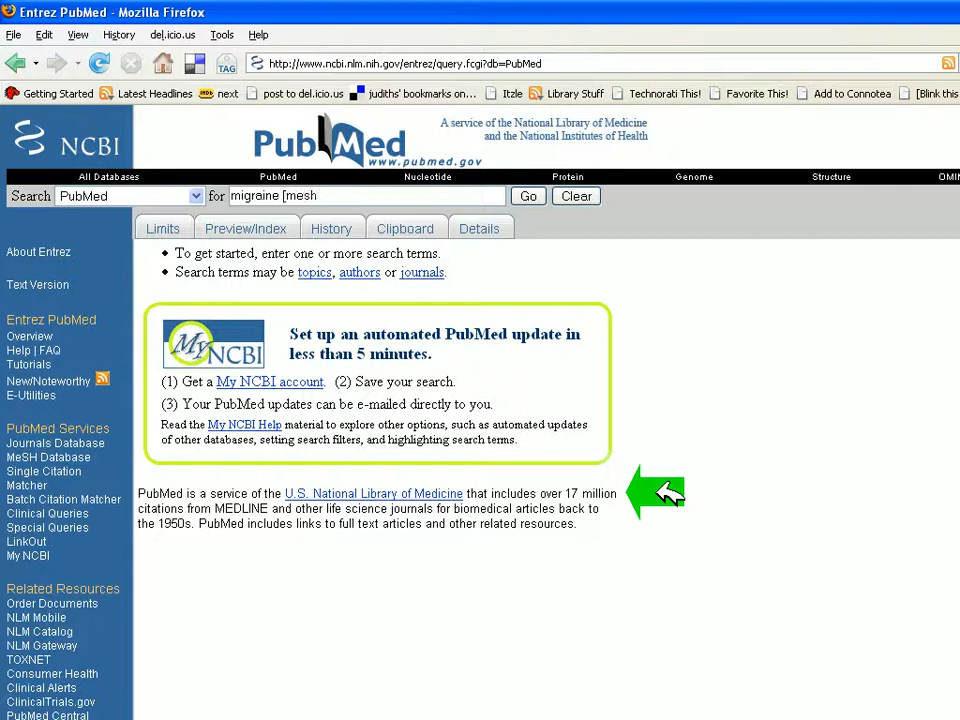 Entrez PubMed - Mozilla Firefox
File Edit View History del.icio.us Tools Help
TAG http://www.ncbi.nlm.nih.gov/entrez/query.fcgi?db=PubMed
Getting Started Latest Headlines next post to del.icio.us judiths' bookmarks on... Itzle Library Stuff Technorati This! Favorite This! Add to Connotea [Blink this
NCBI
PubMed
www.pubmed.gov
A service of the National Library of Medicine
and the National Institutes of Health
All Databases PubMed Nucleotide Protein Genome Structure OMI
Search PubMed for migraine [mesh Go Clear
Limits Preview/Index History Clipboard Details
About Entrez
Text Version
Entrez PubMed
Overview
Help | FAQ
Tutorials
New/Noteworthy
E-Utilities
PubMed Services
Journals Database
MeSH Database
Single Citation
Matcher
Batch Citation Matcher
Clinical Queries
Special Queries
LinkOut
My NCBI
Related Resources
Order Documents
NLM Mobile
NLM Catalog
NLM Gateway
TOXNET
Consumer Health
Clinical Alerts
ClinicalTrials.gov
PubMed Central
To get started, enter one or more search terms.
Search terms may be topics, authors or journals.
My NCBI
Set up an automated PubMed update in
less than 5 minutes.
(1) Get a My NCBI account. (2) Save your search.
(3) Your PubMed updates can be e-mailed directly to you.
Read the My NCBI Help material to explore other options, such as automated updates
of other databases, setting search filters, and highlighting search terms.
PubMed is a service of the U.S. National Library of Medicine that includes over 17 million
citations from MEDLINE and other life science journals for biomedical articles back to
the 1950s. PubMed includes links to full text articles and other related resources.